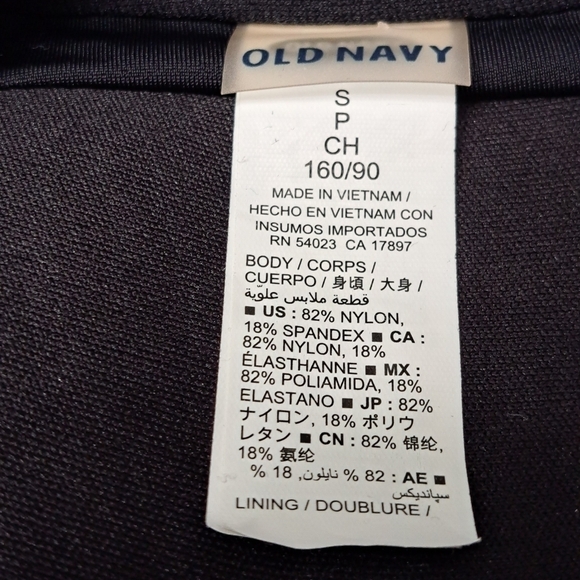 OLD NAVY
S
P
CH
160/90
MADE IN VIETNAM /
HECHO EN VIETNAM CON
INSUMOS IMPORTADOS
RN 54023 CA 17897
BODY / CORPS /
CUERPO / 身頃 / 大身 /
قطعة ملابس علويّة
■ US : 82% NYLON,
18% SPANDEX ■ CA :
82% NYLON, 18%
ÉLASTHANNE ■ MX :
82% POLIAMIDA, 18%
ELASTANO ■ JP : 82%
ナイロン, 18% ポリウ
レタン ■ CN : 82% 锦纶,
18% 氨纶
■ AE : 82 % نايلون, 18 %
سپانديكس
LINING / DOUBLURE /